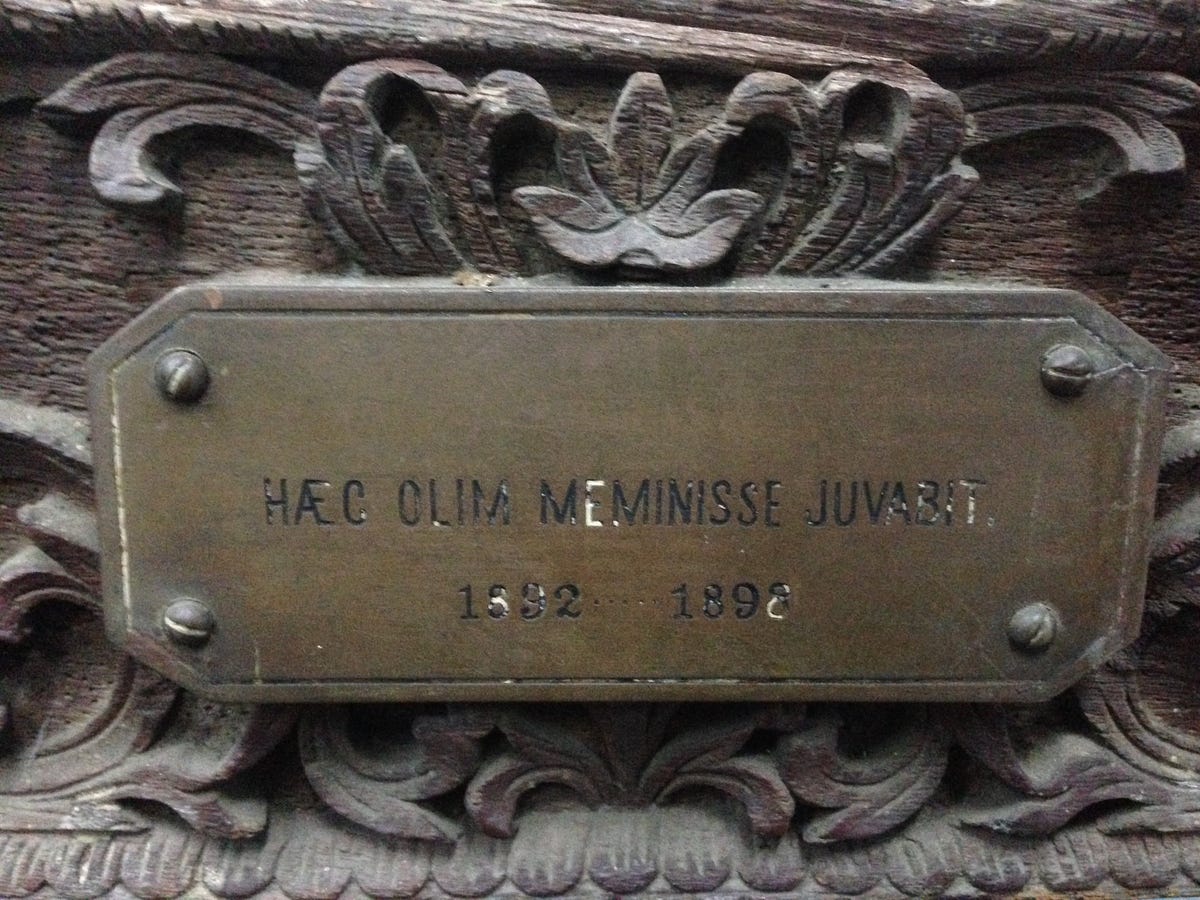 HÆC OLIM MEMINISSE JUVABIT.
1892 ..... 1898